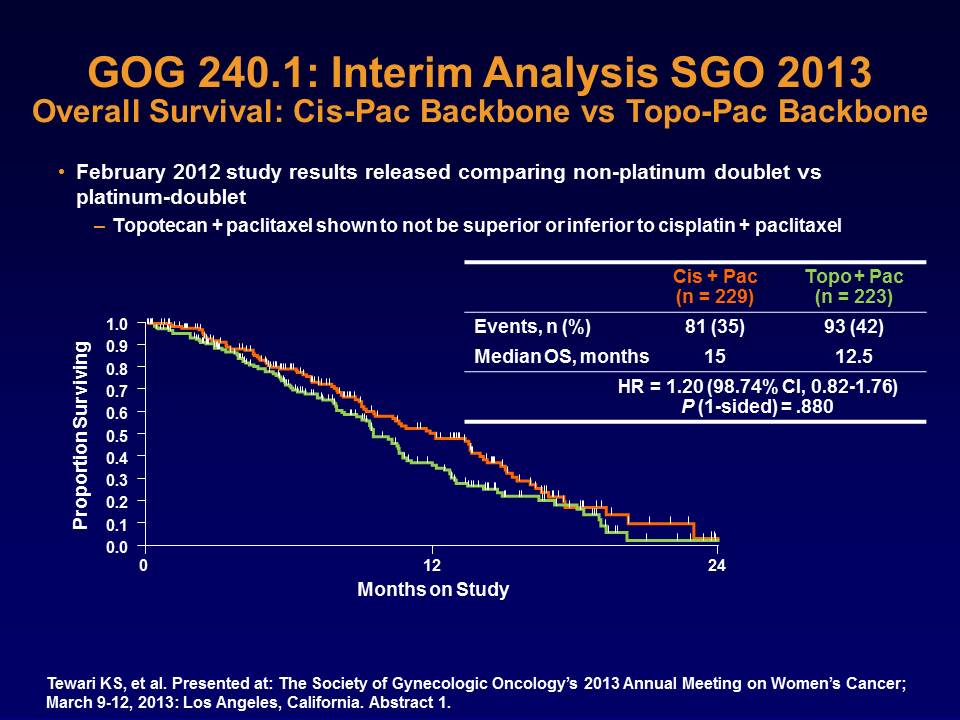 GOG 240.1: Interim Analysis SGO 2013
Overall Survival: Cis-Pac Backbone vs Topo-Pac Backbone
• February 2012 study results released comparing non-platinum doublet vs
platinum-doublet
– Topotecan + paclitaxel shown to not be superior or inferior to cisplatin + paclitaxel
Cis + Pac Topo + Pac
(n = 229) (n = 223)
Events, n (%) 81 (35) 93 (42)
Median OS, months 15 12.5
HR = 1.20 (98.74% CI, 0.82-1.76)
P (1-sided) = .880
Proportion Surviving
1.0
0.9
0.8
0.7
0.6
0.5
0.4
0.3
0.2
0.1
0.0
0 12 24
Months on Study
Tewari KS, et al. Presented at: The Society of Gynecologic Oncology’s 2013 Annual Meeting on Women’s Cancer;
March 9-12, 2013: Los Angeles, California. Abstract 1.